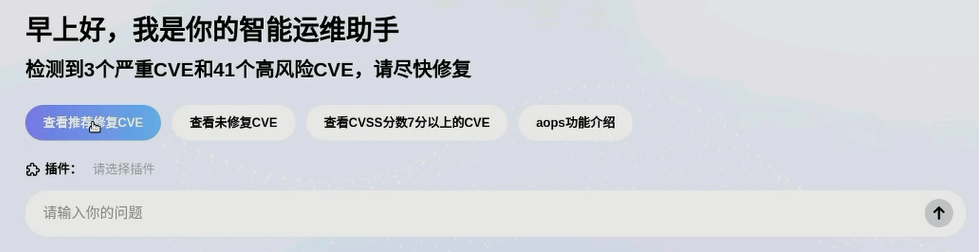 早上好，我是你的智能运维助手
检测到3个严重CVE和41个高风险CVE，请尽快修复
查看推荐修复CVE 查看未修复CVE 查看CVSS分数7分以上的CVE aops功能介绍
插件： 请选择插件
请输入你的问题